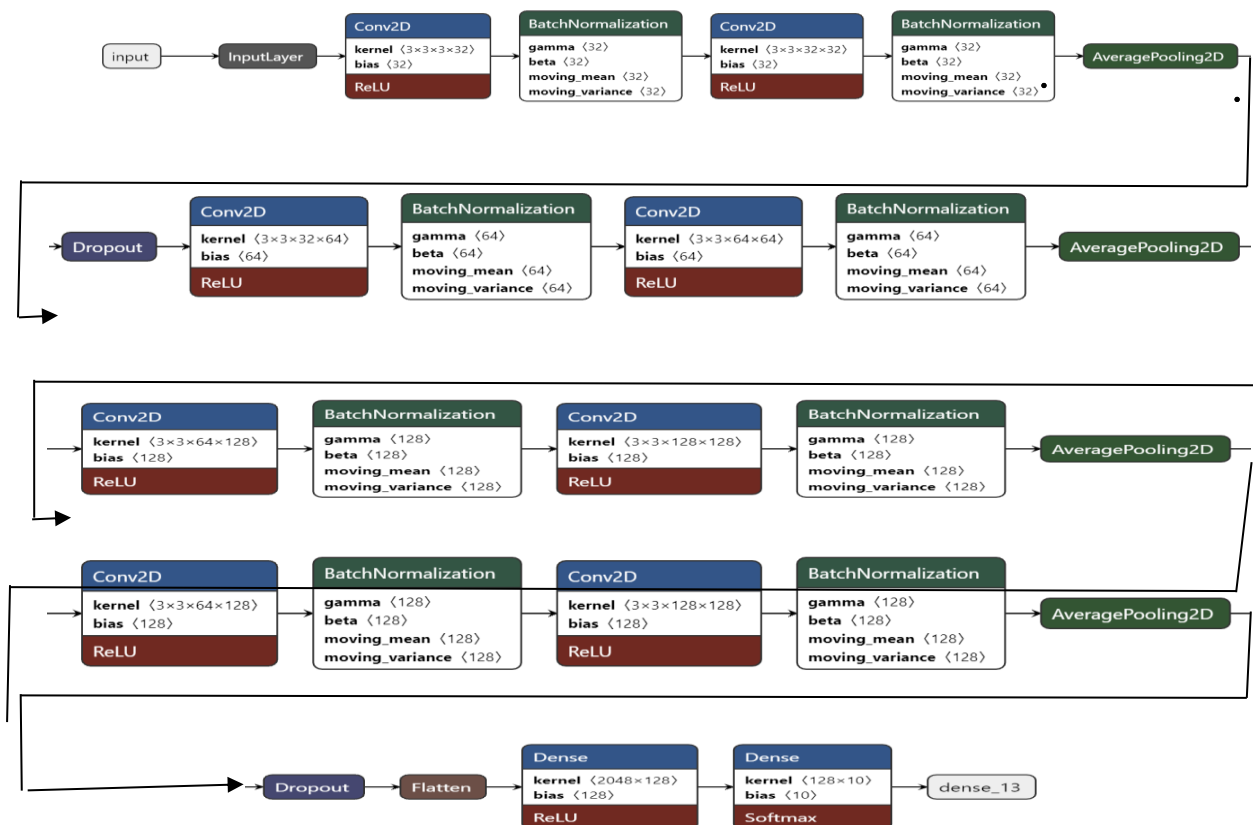 input
InputLayer
Conv2D
kernel 〈3×3×3×32〉
bias 〈32〉
ReLU
BatchNormalization
gamma 〈32〉
beta 〈32〉
moving_mean 〈32〉
moving_variance 〈32〉
Conv2D
kernel 〈3×3×32×32〉
bias 〈32〉
ReLU
BatchNormalization
gamma 〈32〉
beta 〈32〉
moving_mean 〈32〉
moving_variance 〈32〉
AveragePooling2D
Dropout
Conv2D
kernel 〈3×3×32×64〉
bias 〈64〉
ReLU
BatchNormalization
gamma 〈64〉
beta 〈64〉
moving_mean 〈64〉
moving_variance 〈64〉
Conv2D
kernel 〈3×3×64×64〉
bias 〈64〉
ReLU
BatchNormalization
gamma 〈64〉
beta 〈64〉
moving_mean 〈64〉
moving_variance 〈64〉
AveragePooling2D
Conv2D
kernel 〈3×3×64×128〉
bias 〈128〉
ReLU
BatchNormalization
gamma 〈128〉
beta 〈128〉
moving_mean 〈128〉
moving_variance 〈128〉
Conv2D
kernel 〈3×3×128×128〉
bias 〈128〉
ReLU
BatchNormalization
gamma 〈128〉
beta 〈128〉
moving_mean 〈128〉
moving_variance 〈128〉
AveragePooling2D
Conv2D
kernel 〈3×3×64×128〉
bias 〈128〉
ReLU
BatchNormalization
gamma 〈128〉
beta 〈128〉
moving_mean 〈128〉
moving_variance 〈128〉
Conv2D
kernel 〈3×3×128×128〉
bias 〈128〉
ReLU
BatchNormalization
gamma 〈128〉
beta 〈128〉
moving_mean 〈128〉
moving_variance 〈128〉
AveragePooling2D
Dropout
Flatten
Dense
kernel 〈2048×128〉
bias 〈128〉
ReLU
Dense
kernel 〈128×10〉
bias 〈10〉
Softmax
dense_13